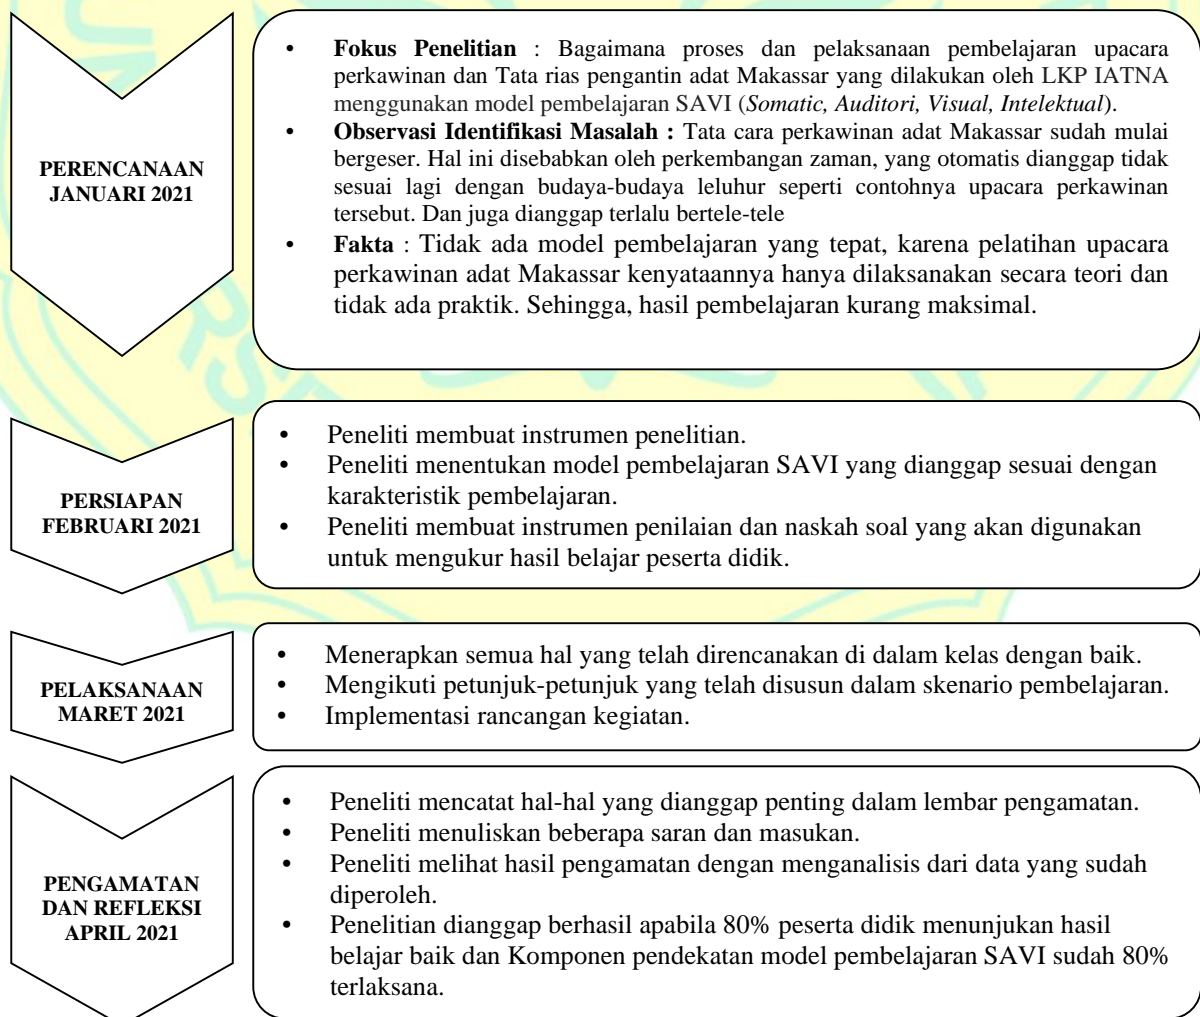 PERENCANAAN
JANUARI 2021
• Fokus Penelitian : Bagaimana proses dan pelaksanaan pembelajaran upacara
perkawinan dan Tata rias pengantin adat Makassar yang dilakukan oleh LKP IATNA
menggunakan model pembelajaran SAVI (Somatic, Auditori, Visual, Intelektual).
• Observasi Identifikasi Masalah : Tata cara perkawinan adat Makassar sudah mulai
bergeser. Hal ini disebabkan oleh perkembangan zaman, yang otomatis dianggap tidak
sesuai lagi dengan budaya-budaya leluhur seperti contohnya upacara perkawinan
tersebut. Dan juga dianggap terlalu bertele-tele
• Fakta : Tidak ada model pembelajaran yang tepat, karena pelatihan upacara
perkawinan adat Makassar kenyataannya hanya dilaksanakan secara teori dan
tidak ada praktik. Sehingga, hasil pembelajaran kurang maksimal.
PERSIAPAN
FEBRUARI 2021
• Peneliti membuat instrumen penelitian.
• Peneliti menentukan model pembelajaran SAVI yang dianggap sesuai dengan
karakteristik pembelajaran.
• Peneliti membuat instrumen penilaian dan naskah soal yang akan digunakan
untuk mengukur hasil belajar peserta didik.
PELAKSANAAN
MARET 2021
• Menerapkan semua hal yang telah direncanakan di dalam kelas dengan baik.
• Mengikuti petunjuk-petunjuk yang telah disusun dalam skenario pembelajaran.
• Implementasi rancangan kegiatan.
PENGAMATAN
DAN REFLEKSI
APRIL 2021
• Peneliti mencatat hal-hal yang dianggap penting dalam lembar pengamatan.
• Peneliti menuliskan beberapa saran dan masukan.
• Peneliti melihat hasil pengamatan dengan menganalisis dari data yang sudah
diperoleh.
• Penelitian dianggap berhasil apabila 80% peserta didik menunjukan hasil
belajar baik dan Komponen pendekatan model pembelajaran SAVI sudah 80%
terlaksana.